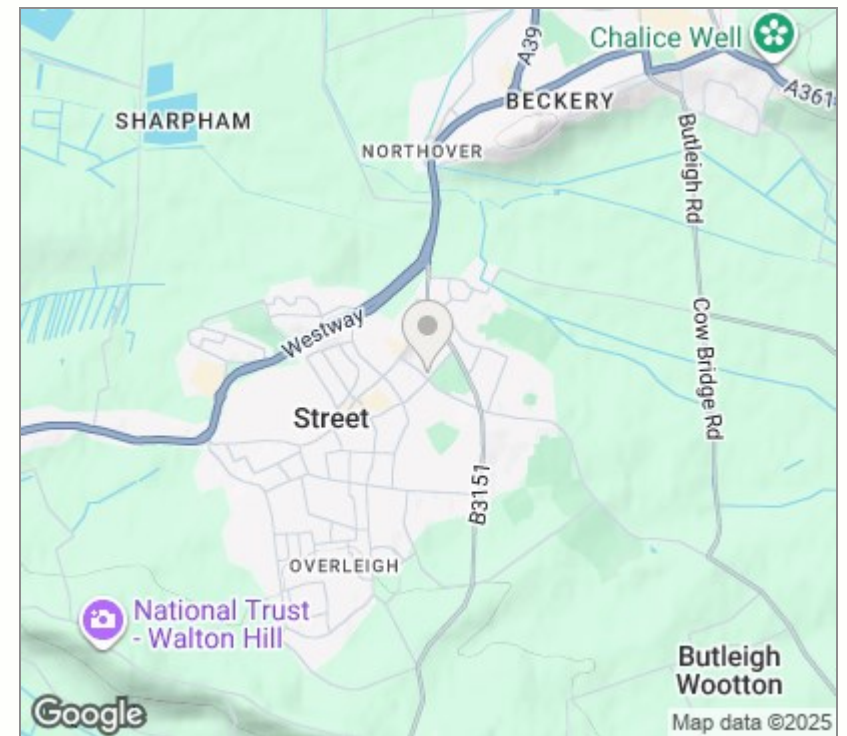 Chalice Well
A39
A361
BECKERY
SHARPHAM
NORTHOVER
Butleigh Rd
Westway
Cow Bridge Rd
Street
B3151
OVERLEIGH
National Trust
- Walton Hill
Butleigh
Wootton
Google
Map data ©2025